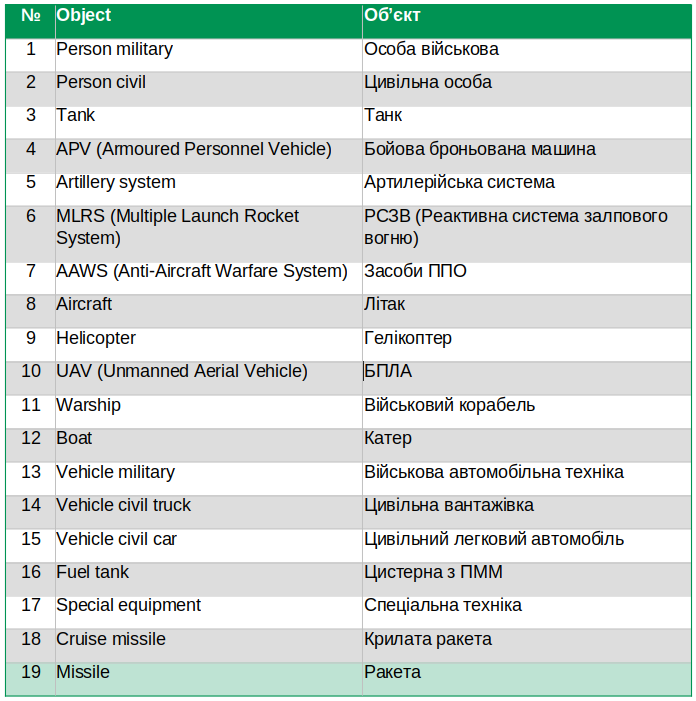 № Object Об’єкт
1 Person military Особа військова
2 Person civil Цивільна особа
3 Tank Танк
4 APV (Armoured Personnel Vehicle) Бойова броньована машина
5 Artillery system Артилерійська система
6 MLRS (Multiple Launch Rocket РСЗВ (Реактивна система залпового
System) вогню)
7 AAWS (Anti-Aircraft Warfare System) Засоби ППО
8 Aircraft Літак
9 Helicopter Гелікоптер
10 UAV (Unmanned Aerial Vehicle) БПЛА
11 Warship Військовий корабель
12 Boat Катер
13 Vehicle military Військова автомобільна техніка
14 Vehicle civil truck Цивільна вантажівка
15 Vehicle civil car Цивільний легковий автомобіль
16 Fuel tank Цистерна з ПММ
17 Special equipment Спеціальна техніка
18 Cruise missile Крилата ракета
19 Missile Ракета